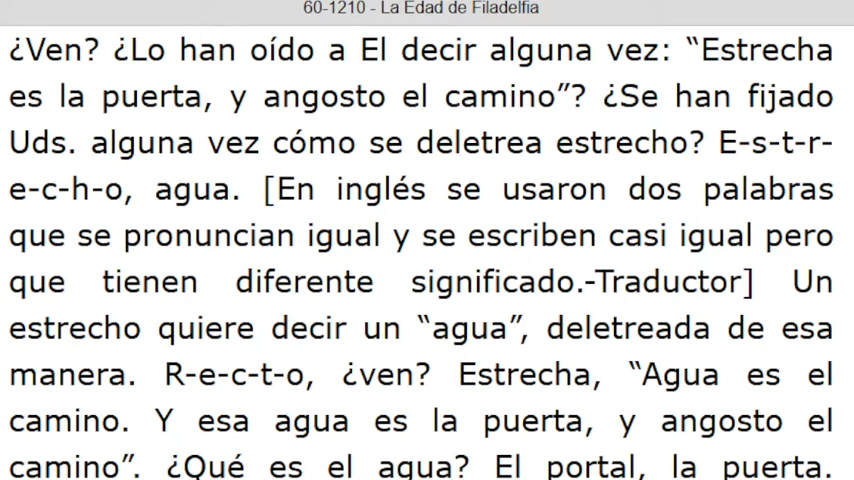 60-1210 - La Edad de Filadelfia
¿Ven? ¿Lo han oído a El decir alguna vez: “Estrecha
es la puerta, y angosto el camino”? ¿Se han fijado
Uds. alguna vez cómo se deletrea estrecho? E-s-t-r-
e-c-h-o, agua. [En inglés se usaron dos palabras
que se pronuncian igual y se escriben casi igual pero
que tienen diferente significado.-Traductor] Un
estrecho quiere decir un “agua”, deletreada de esa
manera. R-e-c-t-o, ¿ven? Estrecha, “Agua es el
camino. Y esa agua es la puerta, y angosto el
camino”. ¿Qué es el agua? El portal, la puerta.